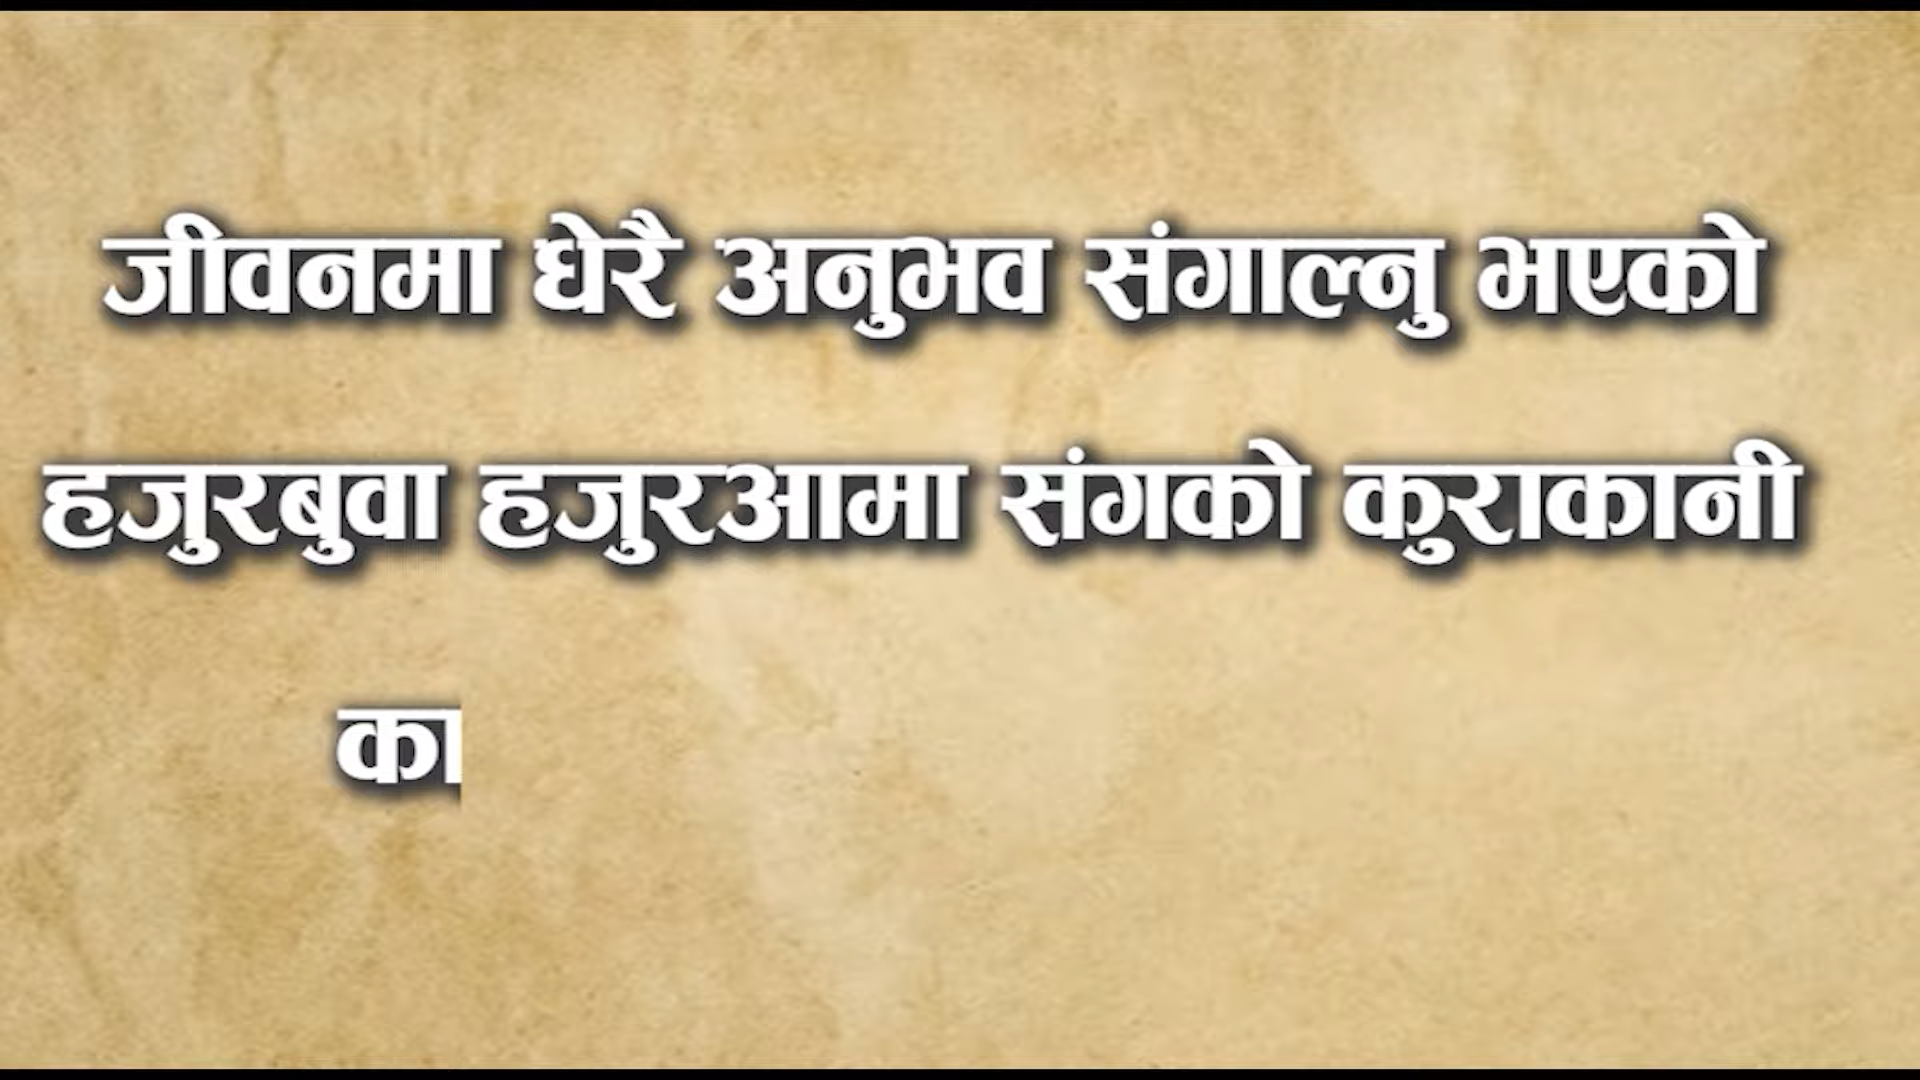 जीवनमा धेरै अनुभव संगाल्नु भएको
हजुरबुवा हजुरआमा संगको कुराकानी
का